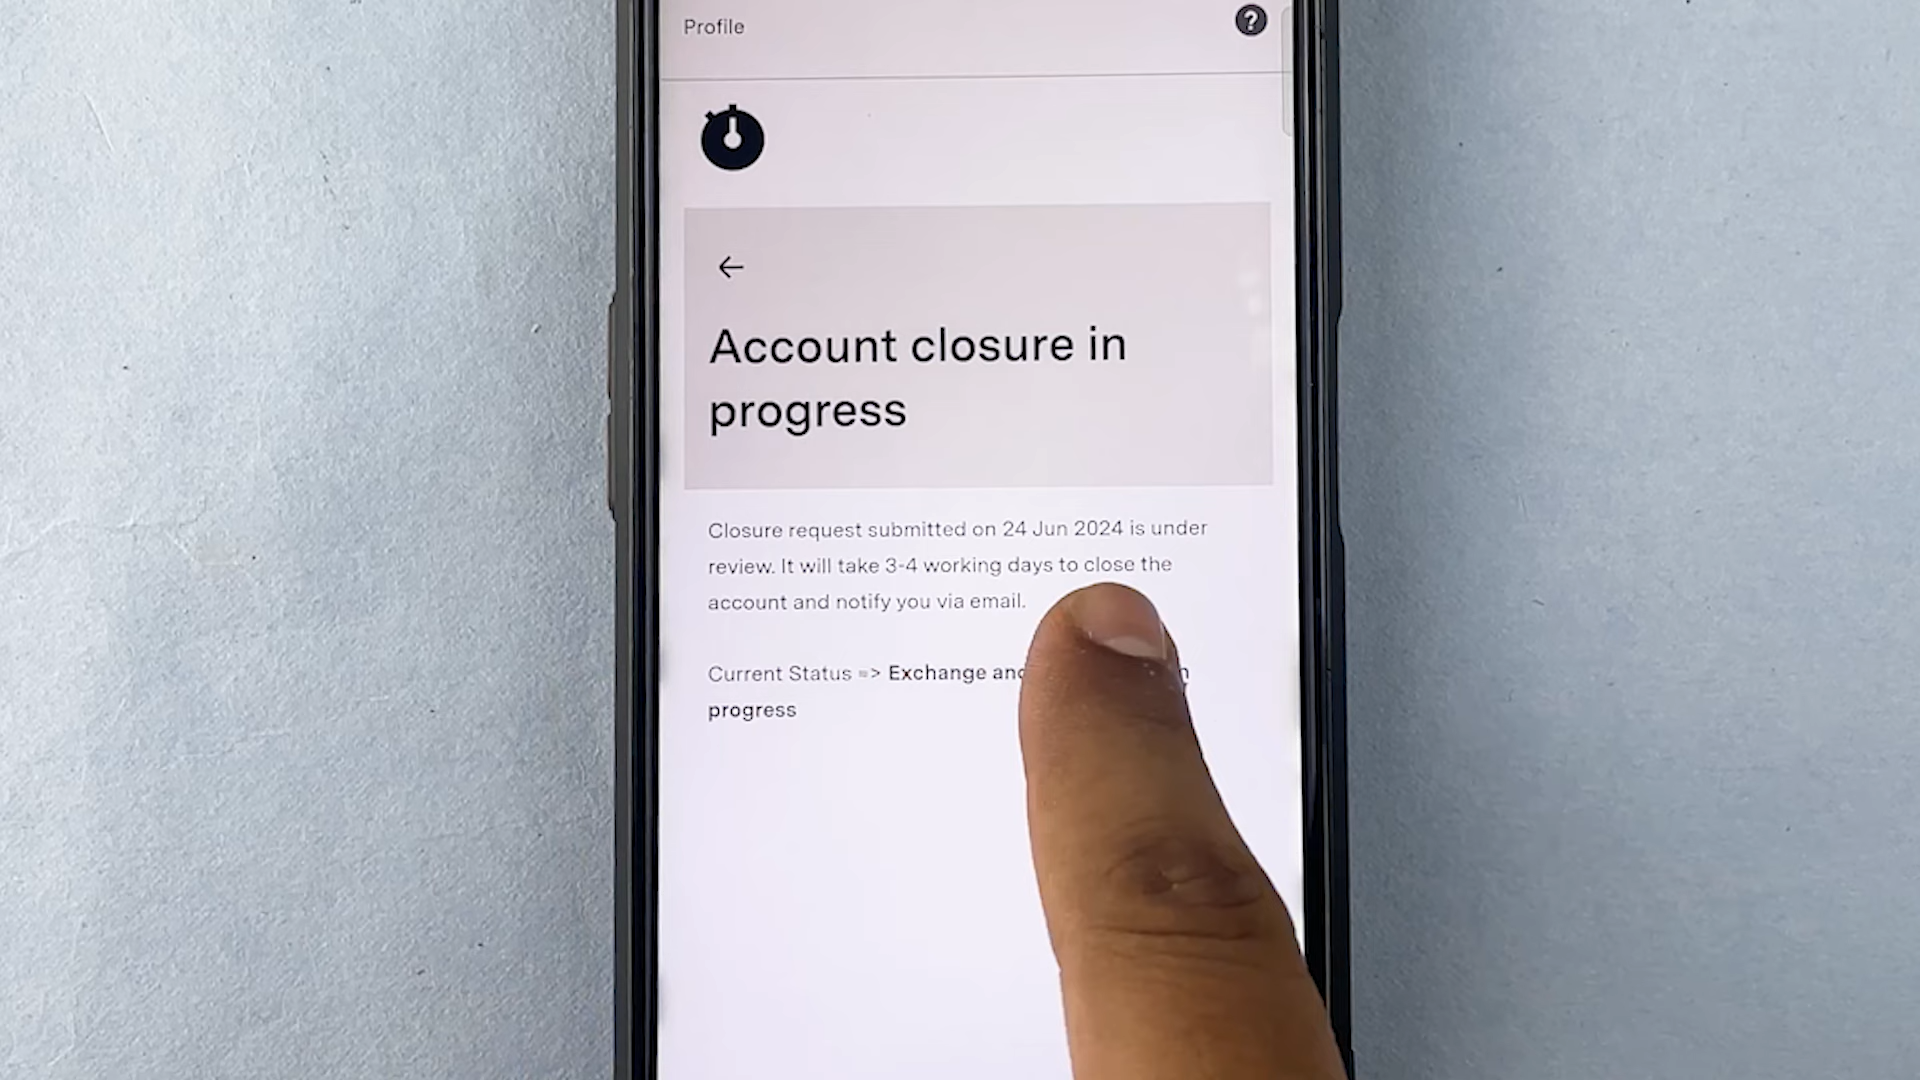 Profile
?
Account closure in
progress
Closure request submitted on 24 Jun 2024 is under
review. It will take 3-4 working days to close the
account and notify you via email.
Current Status => Exchange
progress